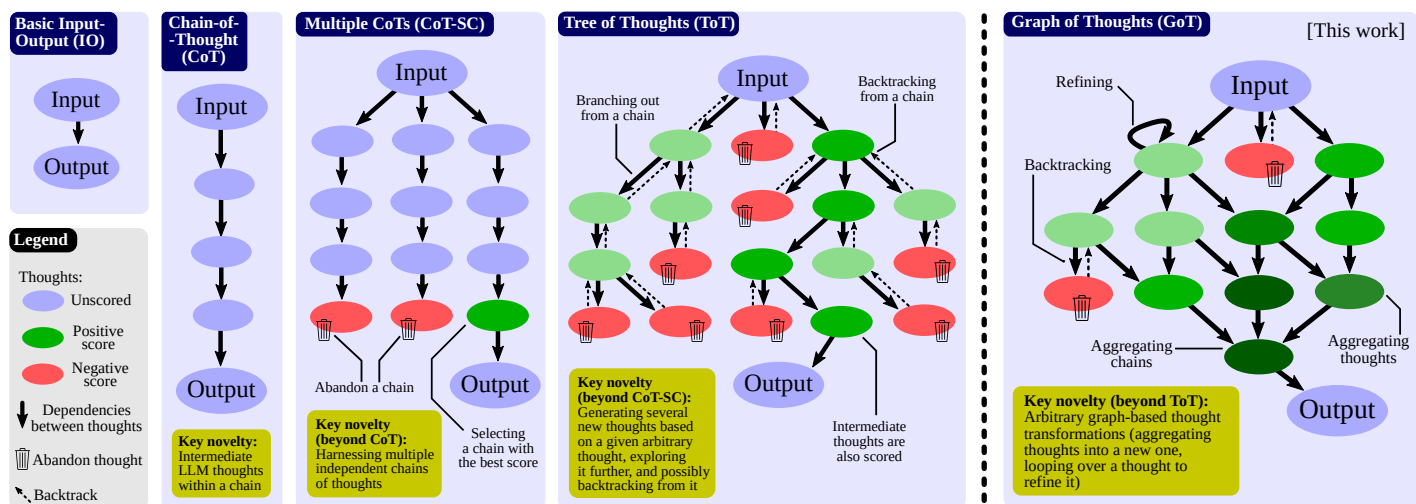 Basic Input-
Output (IO)
Input
Output
Legend
Thoughts:
Unscored
Positive
score
Negative
score
Dependencies
between thoughts
Abandon thought
Backtrack
Chain-of-
-Thought
(CoT)
Input
Output
Key novelty:
Intermediate
LLM thoughts
within a chain
Multiple CoTs (CoT-SC)
Input
Abandon a chain
Output
Key novelty
(beyond CoT):
Harnessing multiple
independent chains
of thoughts
Selecting
a chain with
the best score
Tree of Thoughts (ToT)
Input
Branching out
from a chain
Backtracking
from a chain
Output
Key novelty
(beyond CoT-SC):
Generating several
new thoughts based
on a given arbitrary
thought, exploring
it further, and possibly
backtracking from it
Intermediate
thoughts are
also scored
Graph of Thoughts (GoT)
[This work]
Refining
Input
Backtracking
Aggregating
chains
Aggregating
thoughts
Output
Key novelty (beyond ToT):
Arbitrary graph-based thought
transformations (aggregating
thoughts into a new one,
looping over a thought to
refine it)